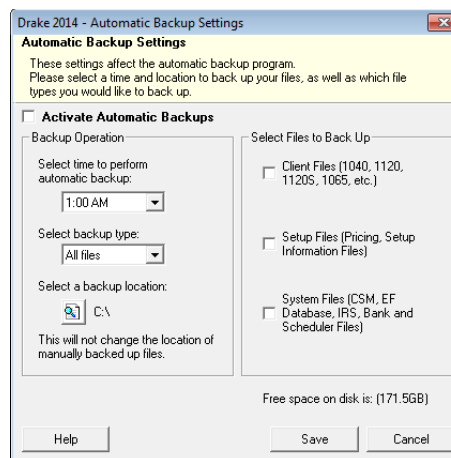 Drake 2014 - Automatic Backup Settings
Automatic Backup Settings
These settings affect the automatic backup program.
Please select a time and location to back up your files, as well as which file
types you would like to back up.
Activate Automatic Backups
Backup Operation
Select time to perform
automatic backup:
1:00 AM
Select backup type:
All files
Select a backup location:
C:\
This will not change the location of
manually backed up files.
Select Files to Back Up
Client Files (1040, 1120,
1120S, 1065, etc.)
Setup Files (Pricing, Setup
Information Files)
System Files (CSM, EF
Database, IRS, Bank and
Scheduler Files)
Free space on disk is: (171.5GB)
Help
Save
Cancel